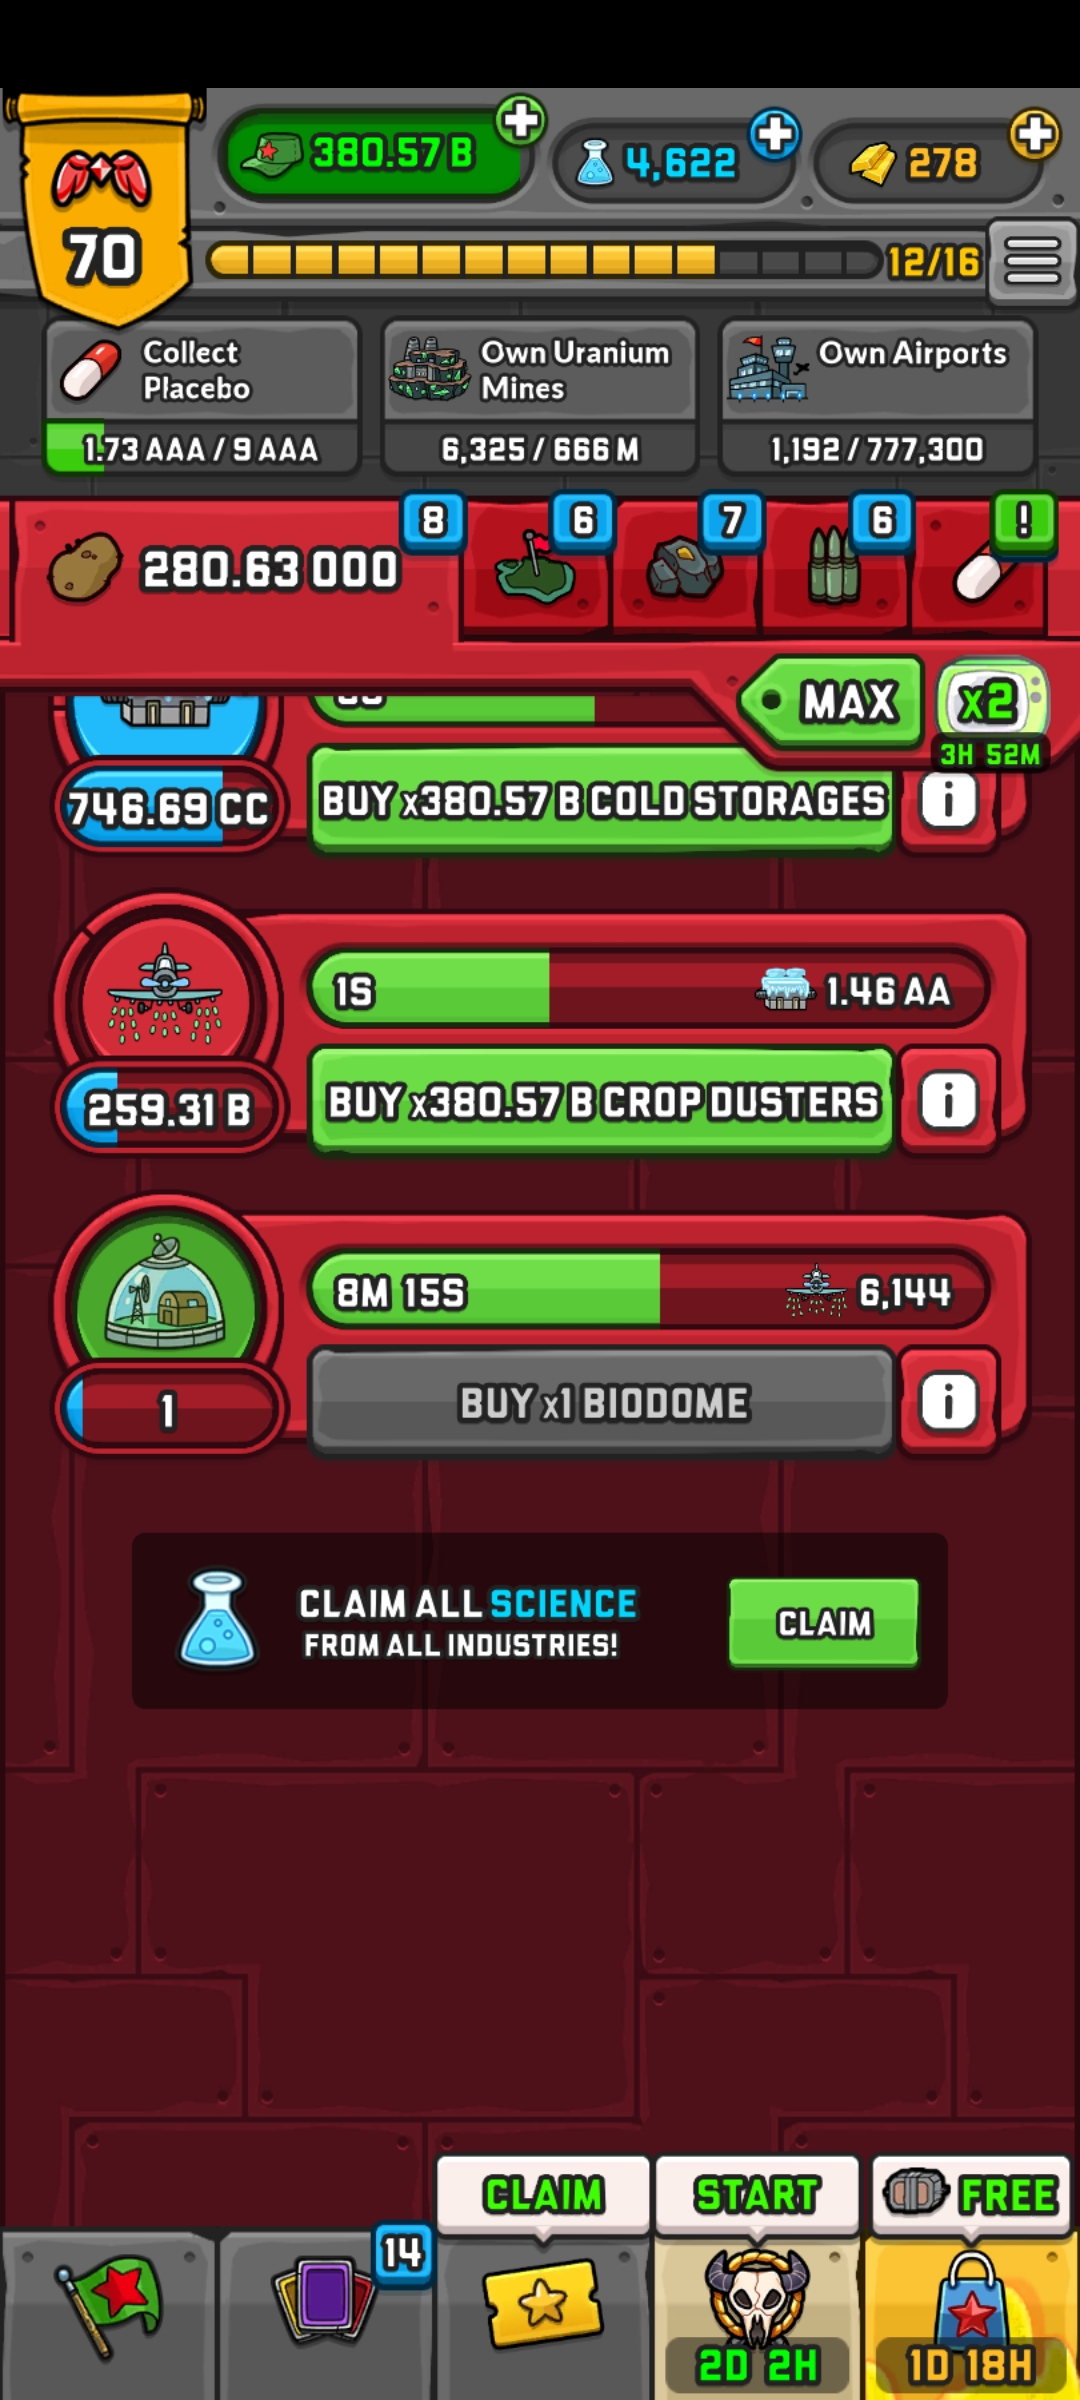 70
380.57 B
4,622
278
12/16
Collect
Placebo
1.73 AAA / 9 AAA
Own Uranium
Mines
6,325 / 666 M
Own Airports
1,192 / 777,300
280.63 000
8
6
7
6
!
MAX
x2
3H 52M
746.69 CC
BUY x380.57 B COLD STORAGES
i
1S
1.46 AA
259.31 B
BUY x380.57 B CROP DUSTERS
i
8M 15S
6,144
1
BUY x1 BIODOME
i
CLAIM ALL SCIENCE
FROM ALL INDUSTRIES!
CLAIM
CLAIM
START
FREE
14
2D 2H
1D 18H